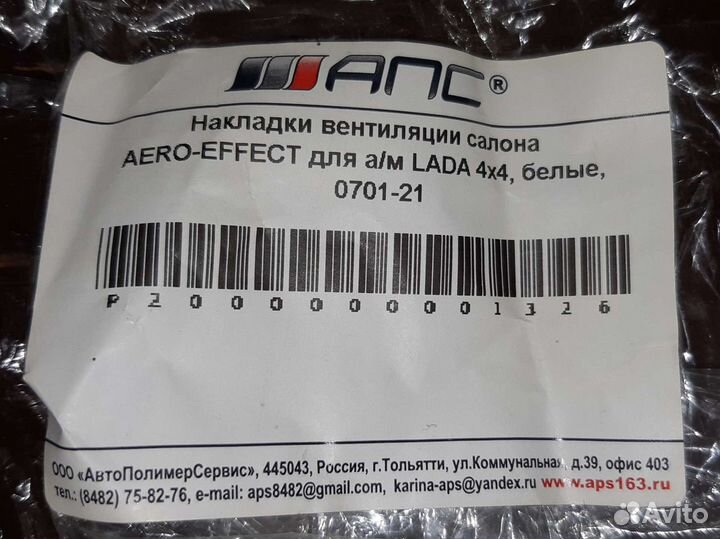 АПС®
Накладки вентиляции салона
AERO-EFFECT для а/м LADA 4x4, белые,
0701-21
P200000001326
ООО «АвтоПолимерСервис», 445043, Россия, г.Тольятти, ул.Коммунальная, д.39, офис 403
тел.: (8482) 75-82-76, e-mail: aps8482@gmail.com, karina-aps@yandex.ru www.aps163.ru
Avito